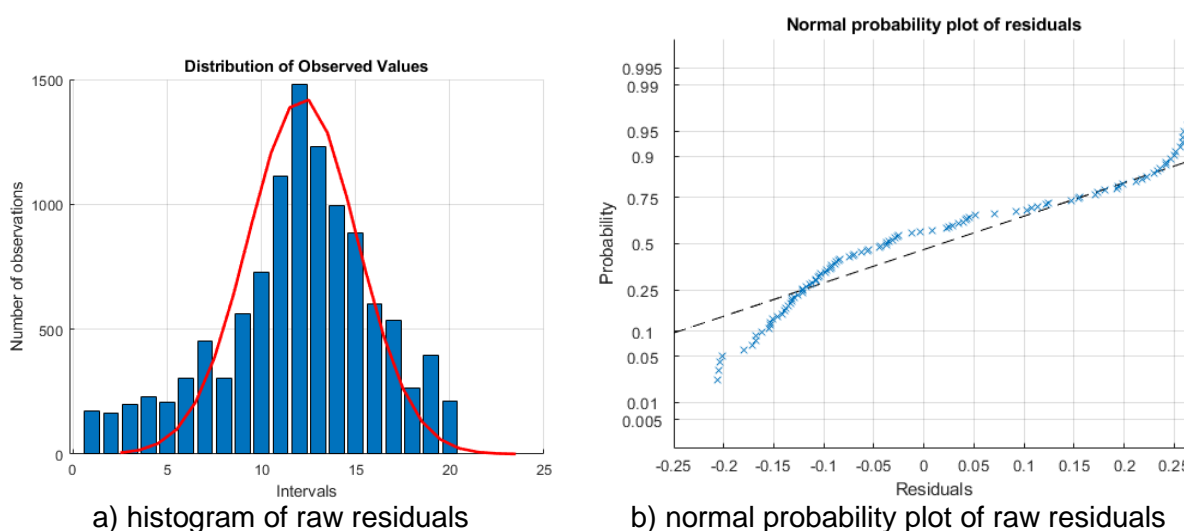 Distribution of Observed Values
1500
1000
500
0
Number of observations
0 5 10 15 20 25
Intervals
a) histogram of raw residuals
Normal probability plot of residuals
0.995
0.99
0.95
0.9
0.75
0.5
0.25
0.1
0.05
0.01
0.005
Probability
-0.25 -0.2 -0.15 -0.1 -0.05 0 0.05 0.1 0.15 0.2 0.25
Residuals
b) normal probability plot of raw residuals